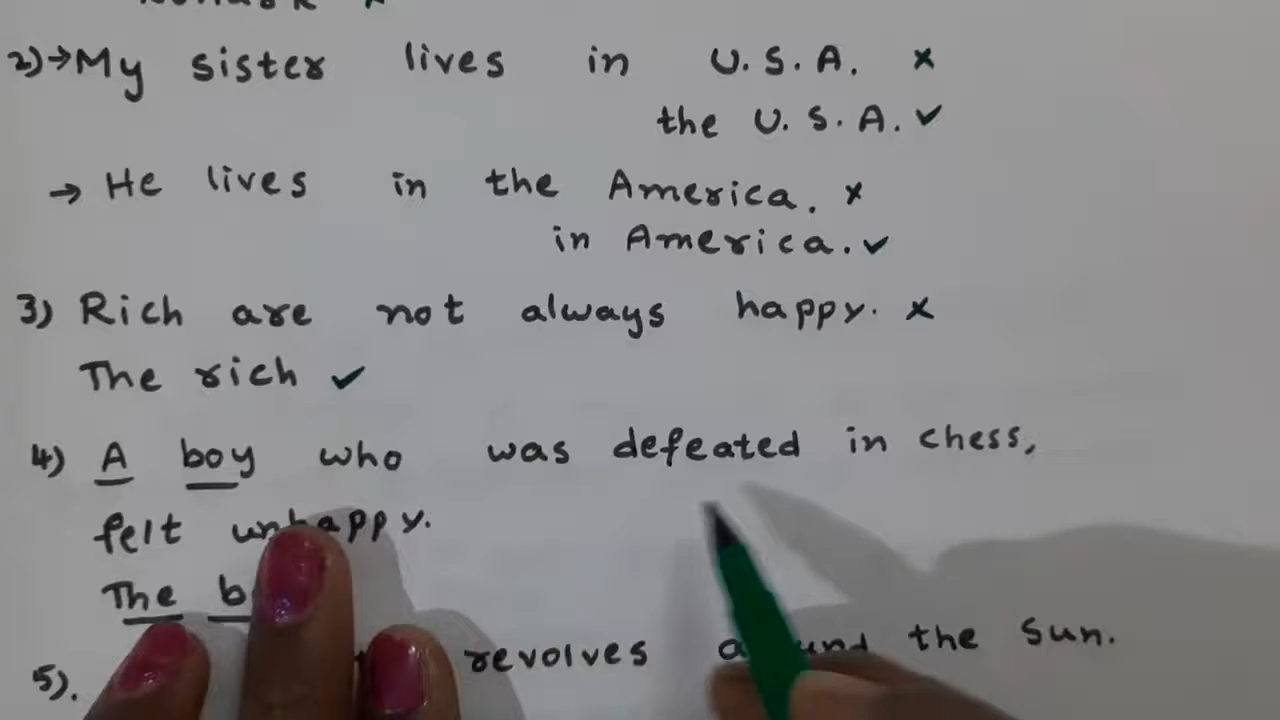 2)→My sister lives in U.S.A. ×
the U.S.A. ✓
→ He lives in the America. ×
in America. ✓
3) Rich are not always happy. ×
The rich ✓
4) A boy who was defeated in chess,
felt unhappy.
The
5). revolves around the Sun.